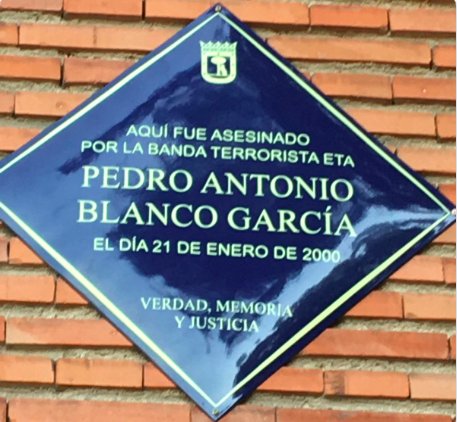 AQUÍ FUE ASESINADO
POR LA BANDA TERRORISTA ETA
PEDRO ANTONIO
BLANCO GARCÍA
EL DÍA 21 DE ENERO DE 2000
VERDAD, MEMORIA
Y JUSTICIA